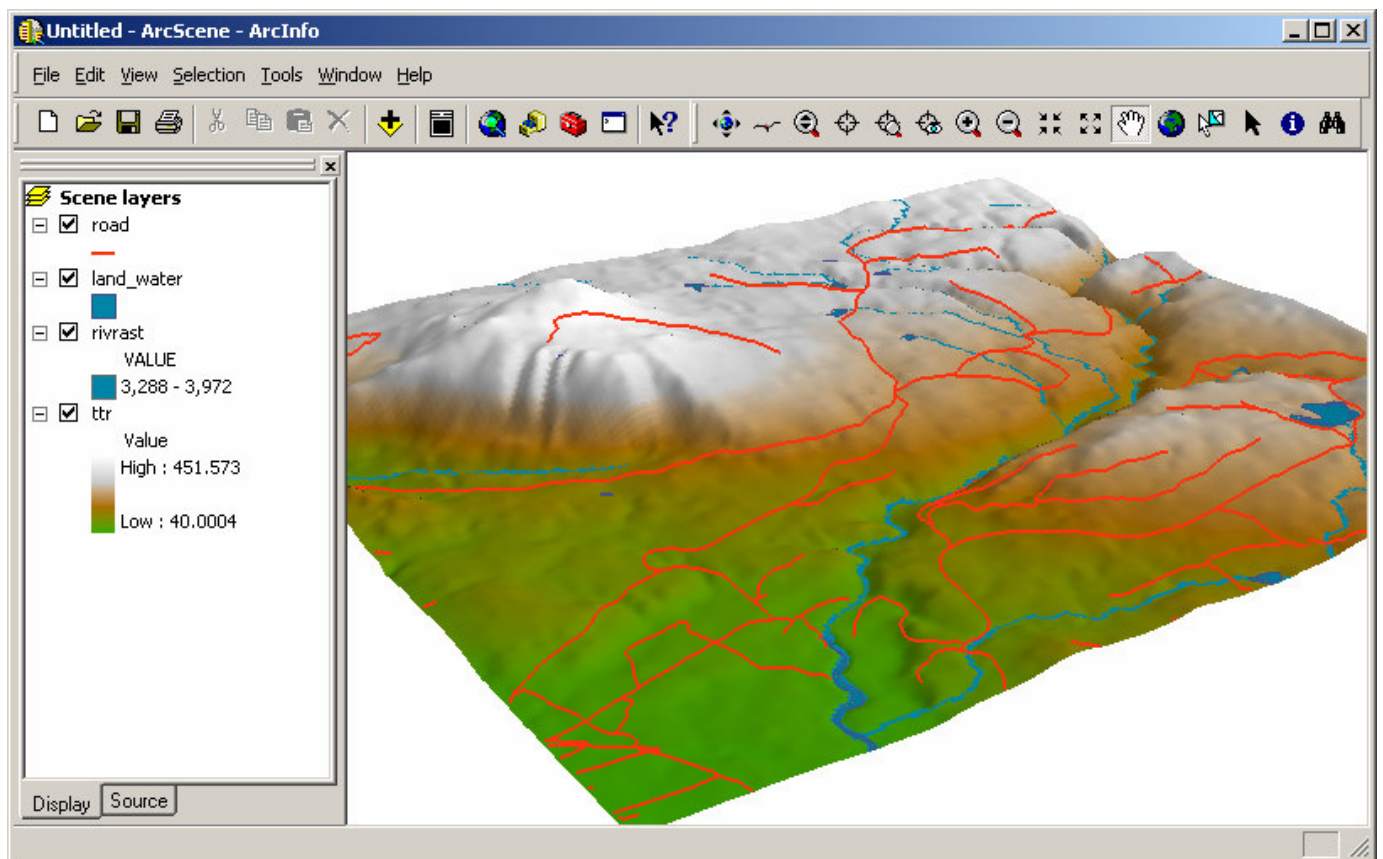 Untitled - ArcScene - ArcInfo
File Edit View Selection Tools Window Help
Scene layers
road
land_water
rivrast
VALUE
3,288 - 3,972
ttr
Value
High : 451.573
Low : 40.0004
Display Source